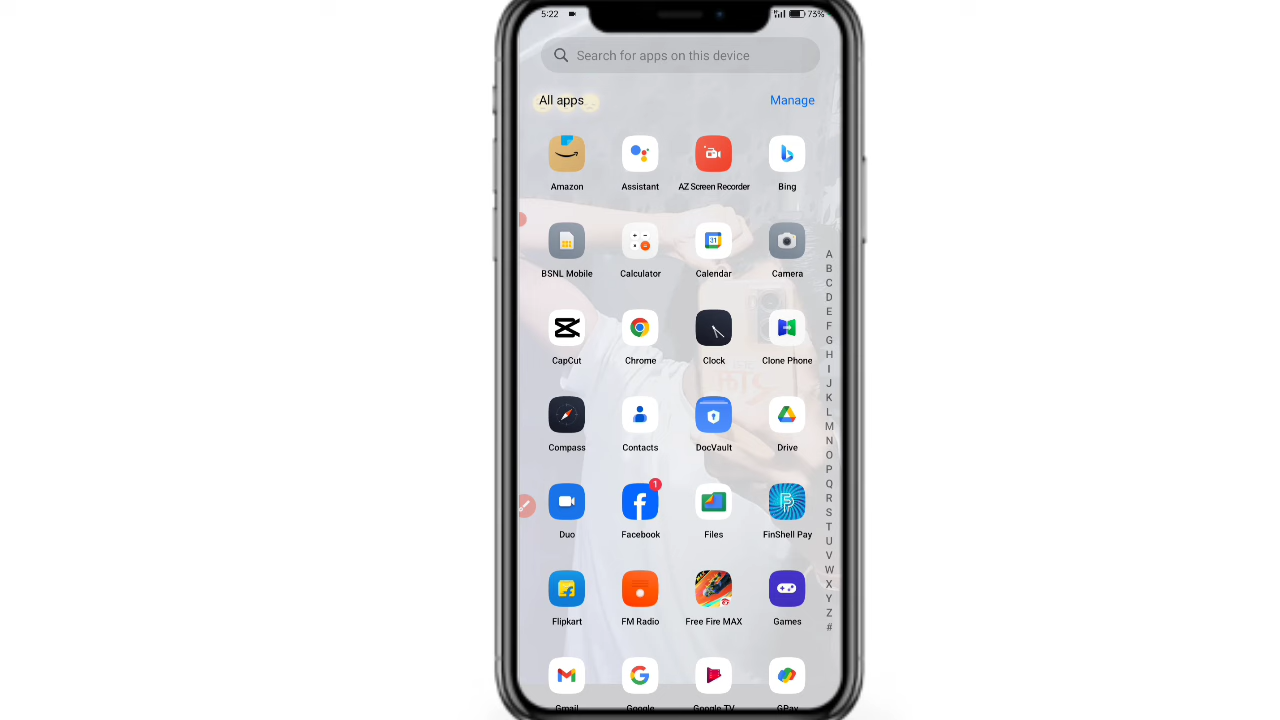 5:22 73%
Search for apps on this device
All apps Manage
Amazon Assistant AZ Screen Recorder Bing
31
BSNL Mobile Calculator Calendar Camera
CapCut Chrome Clock Clone Phone
Compass Contacts DocVault Drive
1
Duo Facebook Files FinShell Pay
Flipkart FM Radio Free Fire MAX Games
Gmail Google Google TV GPay
A
B
C
D
E
F
G
H
I
J
K
L
M
N
O
P
Q
R
S
T
U
V
W
X
Y
Z
#